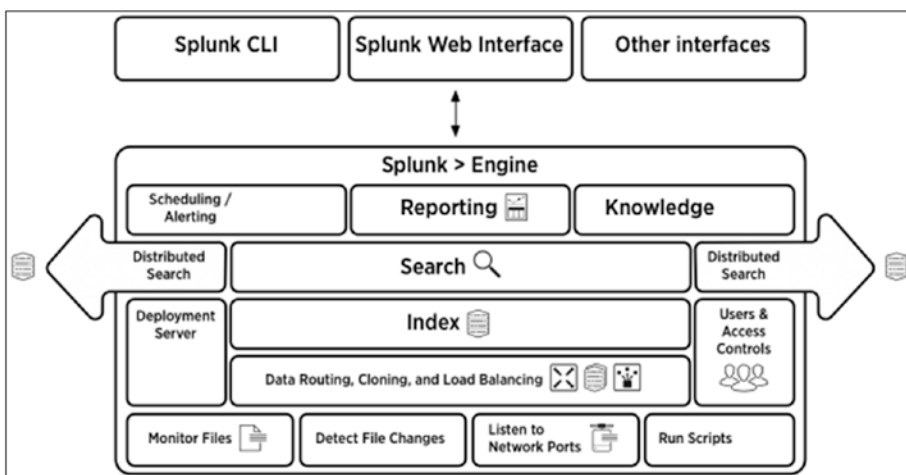 Splunk CLI
Splunk Web Interface
Other interfaces
Splunk > Engine
Scheduling /
Alerting
Reporting
Knowledge
Distributed
Search
Search
Distributed
Search
Deployment
Server
Index
Users &
Access
Controls
Data Routing, Cloning, and Load Balancing
Monitor Files
Detect File Changes
Listen to
Network Ports
Run Scripts